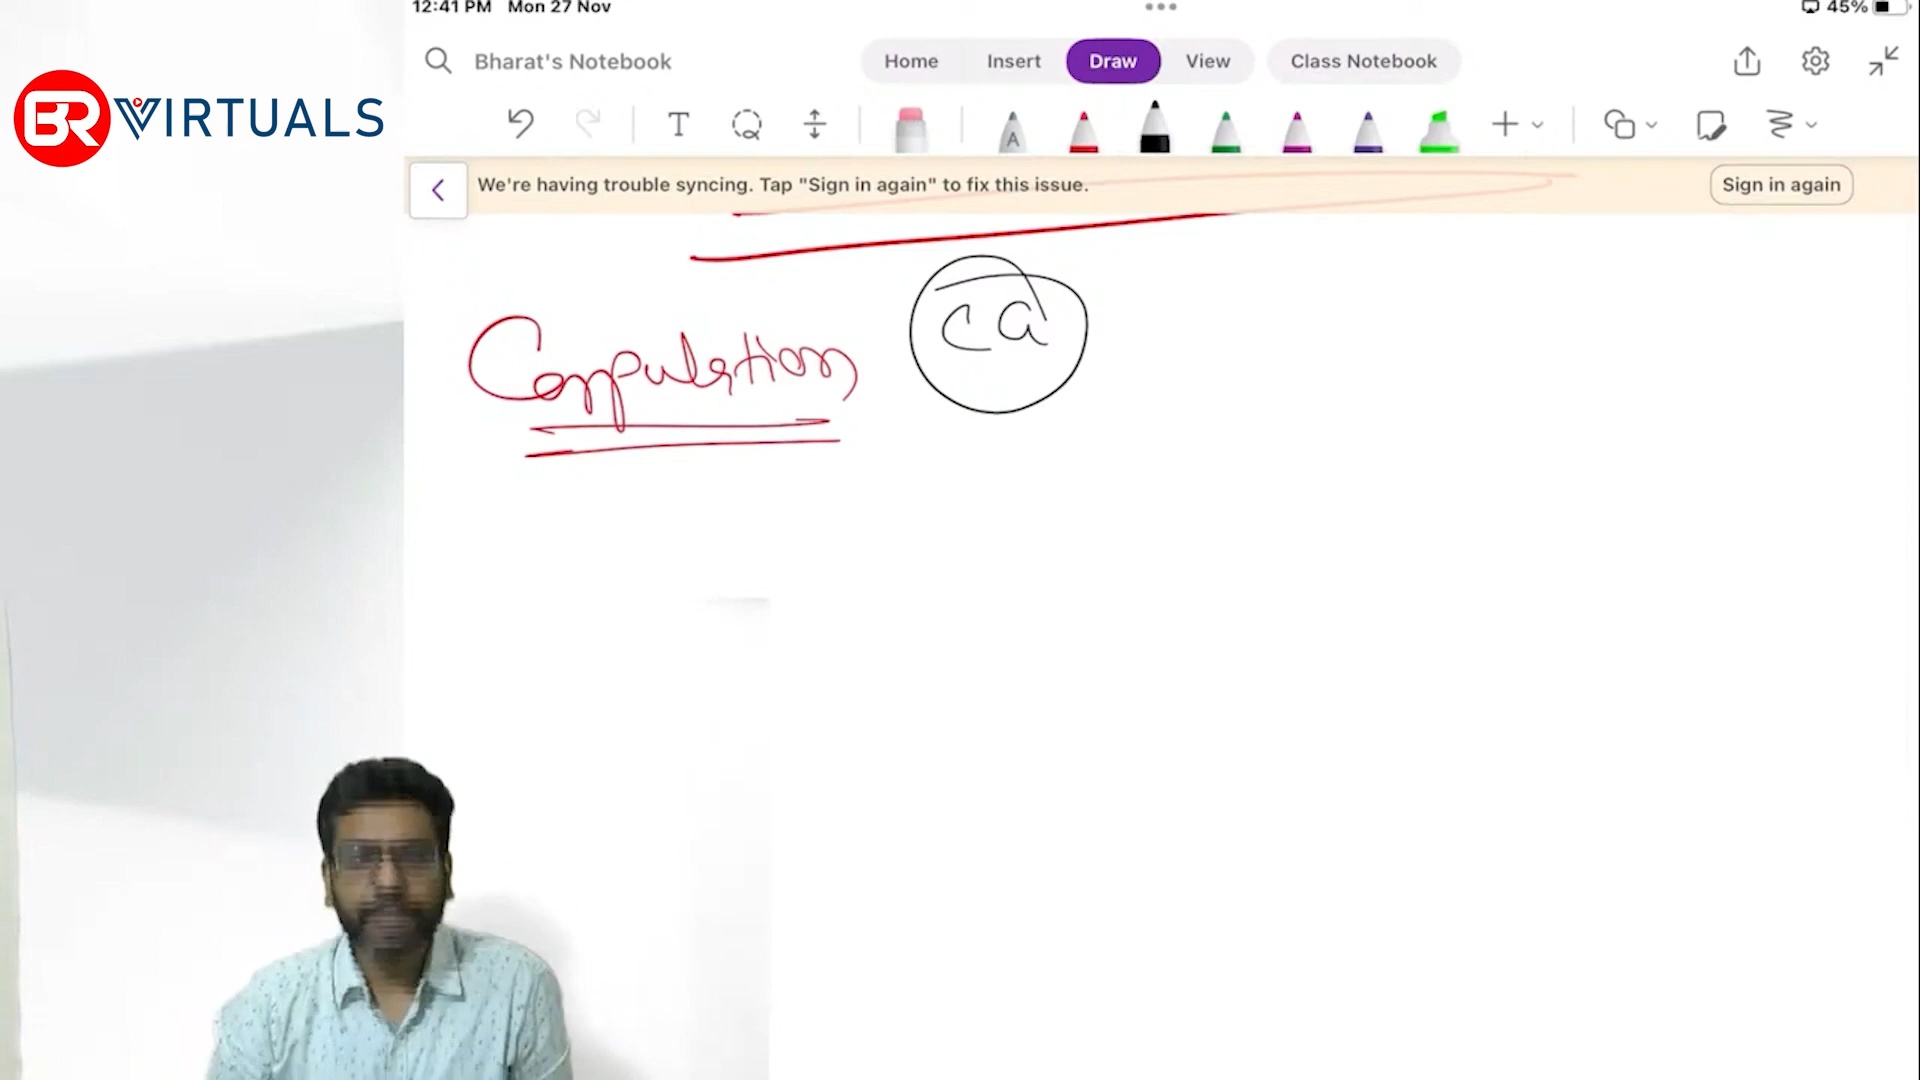 12:41 PM Mon 27 Nov
45%
BR VIRTUALS
Bharat's Notebook
Home Insert Draw View Class Notebook
T
A
We're having trouble syncing. Tap "Sign in again" to fix this issue.
Sign in again
Computation
ca